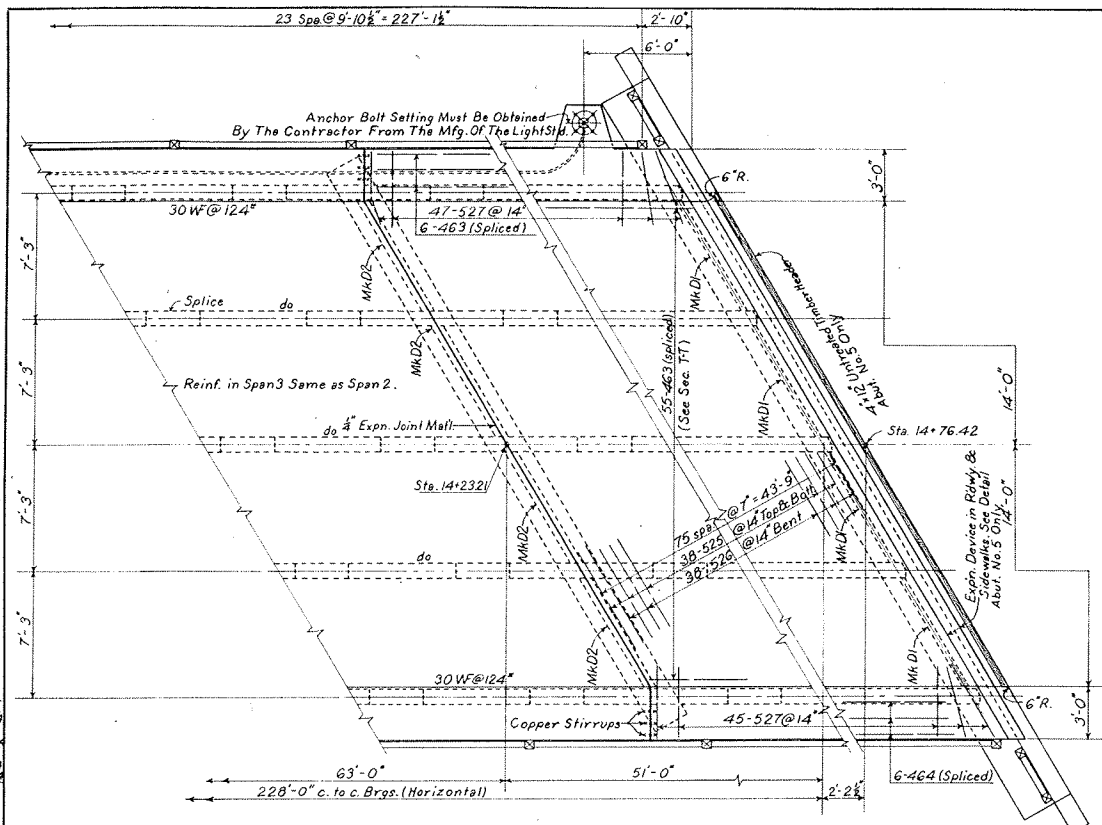 23 Spa.@9'-10½"=227'-1½"
2'-10"
6'-0"
Anchor Bolt Setting Must Be Obtained
By The Contractor From The Mfg. Of The Light Std.
3'-0"
6"R.
30 WF@124#
47-527@14"
6-463 (Spliced)
7'-3"
MkD2
MkD1
Splice
do
4"x12" Untreated Timber Header
Abut. No.5 Only
7'-3"
MkD2
55-463 (spliced)
(See Sec. T-T)
Reinf. in Span 3 Same as Span 2.
MkD1
14'-0"
do
¼" Expn. Joint Mat'l.
Sta. 14+76.42
Sta. 14+23.21
7'-3"
MkD2
75 spa. @7"=43'-9"
38-525 @14" Top & Bott.
38-526 @14" Bent
MkD1
14'-0"
Exp'n. Device in Rdwy. &
Sidewalks. See Detail
Abut. No.5 Only.
do
7'-3"
MkD2
MkD1
30 WF@124#
6"R.
3'-0"
Copper Stirrups
45-527@14"
6-464 (Spliced)
63'-0"
51'-0"
228'-0" c. to c. Brgs. (Horizontal)
2'-2½"